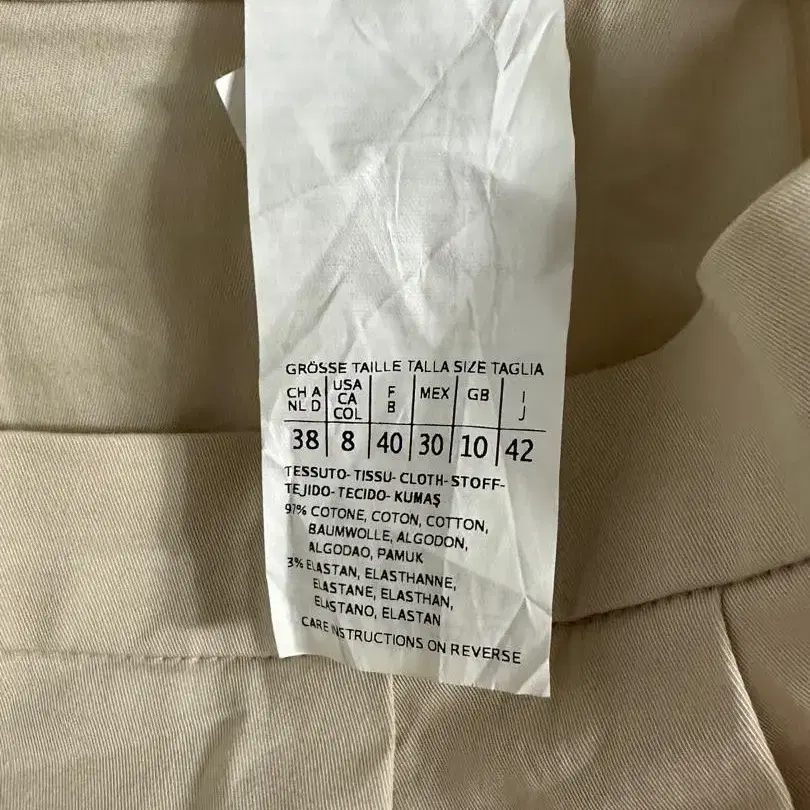 GRÖSSE TAILLE TALLA SIZE TAGLIA
CH A NL D USA CA COL F B MEX GB I J
38 8 40 30 10 42
TESSUTO- TISSU- CLOTH- STOFF-
TEJIDO- TECIDO- KUMAŞ
97% COTONE, COTON, COTTON,
BAUMWOLLE, ALGODON,
ALGODAO, PAMUK
3% ELASTAN, ELASTHANNE,
ELASTANE, ELASTHAN,
ELASTANO, ELASTAN
CARE INSTRUCTIONS ON REVERSE